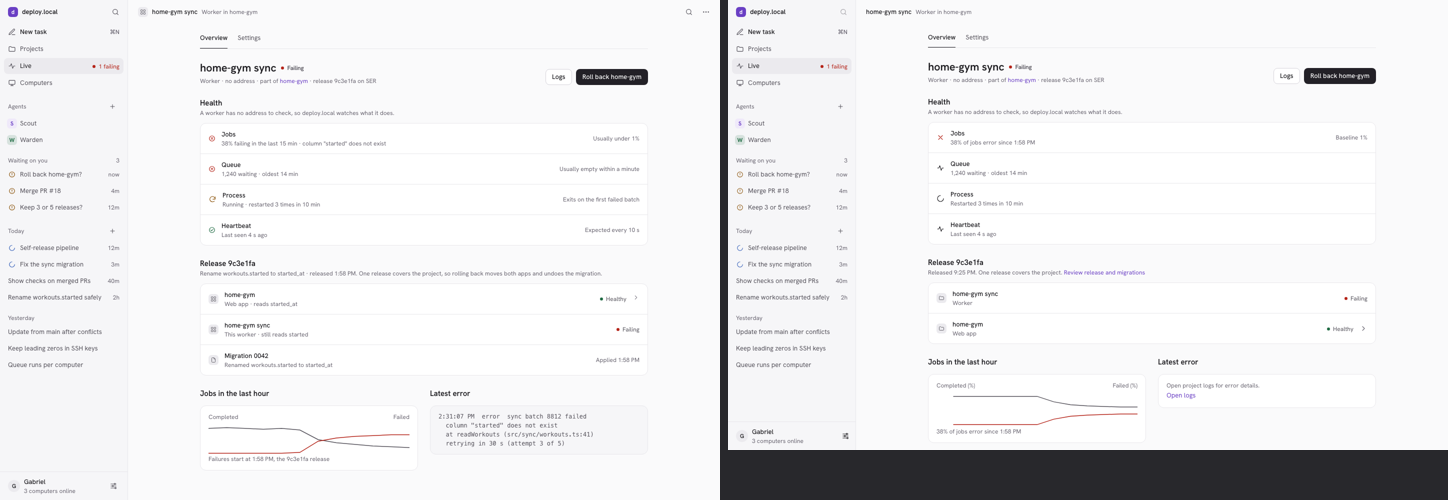 d deploy.local
New task ⌘N
Projects
Live 1 failing
Computers
Agents +
S Scout
W Warden
Waiting on you 3
Roll back home-gym? now
Merge PR #18 4m
Keep 3 or 5 releases? 12m
Today +
Self-release pipeline 12m
Fix the sync migration 3m
Show checks on merged PRs 40m
Rename workouts.started safely 2h
Yesterday
Update from main after conflicts
Keep leading zeros in SSH keys
Queue runs per computer
G Gabriel
3 computers online
home-gym sync Worker in home-gym
Overview Settings
home-gym sync Failing
Worker · no address · part of home-gym · release 9c3e1fa on SER
Logs Roll back home-gym
Health
A worker has no address to check, so deploy.local watches what it does.
Jobs
38% failing in the last 15 min · column "started" does not exist
Usually under 1%
Queue
1,240 waiting · oldest 14 min
Usually empty within a minute
Process
Running · restarted 3 times in 10 min
Exits on the first failed batch
Heartbeat
Last seen 4 s ago
Expected every 10 s
Release 9c3e1fa
Rename workouts.started to started_at · released 1:58 PM. One release covers the project, so rolling back moves both apps and undoes the migration.
home-gym
Web app · reads started_at
Healthy
home-gym sync
This worker · still reads started
Failing
Migration 0042
Renamed workouts.started to started_at
Applied 1:58 PM
Jobs in the last hour
Completed Failed
Failures start at 1:58 PM, the 9c3e1fa release
Latest error
2:31:07 PM error sync batch 8812 failed
column "started" does not exist
at readWorkouts (src/sync/workouts.ts:41)
retrying in 30 s (attempt 3 of 5)
d deploy.local
New task ⌘N
Projects
Live 1 failing
Computers
Agents +
S Scout
W Warden
Waiting on you 3
Roll back home-gym? now
Merge PR #18 4m
Keep 3 or 5 releases? 12m
Today +
Self-release pipeline 12m
Fix the sync migration 3m
Show checks on merged PRs 40m
Rename workouts.started safely 2h
Yesterday
Update from main after conflicts
Keep leading zeros in SSH keys
Queue runs per computer
G Gabriel
3 computers online
home-gym sync Worker in home-gym
Overview Settings
home-gym sync Failing
Worker · no address · part of home-gym · release 9c3e1fa on SER
Logs Roll back home-gym
Health
A worker has no address to check, so deploy.local watches what it does.
Jobs
38% of jobs error since 1:58 PM
Baseline 1%
Queue
1,240 waiting · oldest 14 min
Process
Restarted 3 times in 10 min
Heartbeat
Last seen 4 s ago
Release 9c3e1fa
Released 9:25 PM. One release covers the project. Review release and migrations
home-gym sync
Worker
Failing
home-gym
Web app
Healthy
Jobs in the last hour
Completed (%) Failed (%)
38% of jobs error since 1:58 PM
Latest error
Open project logs for error details.
Open logs